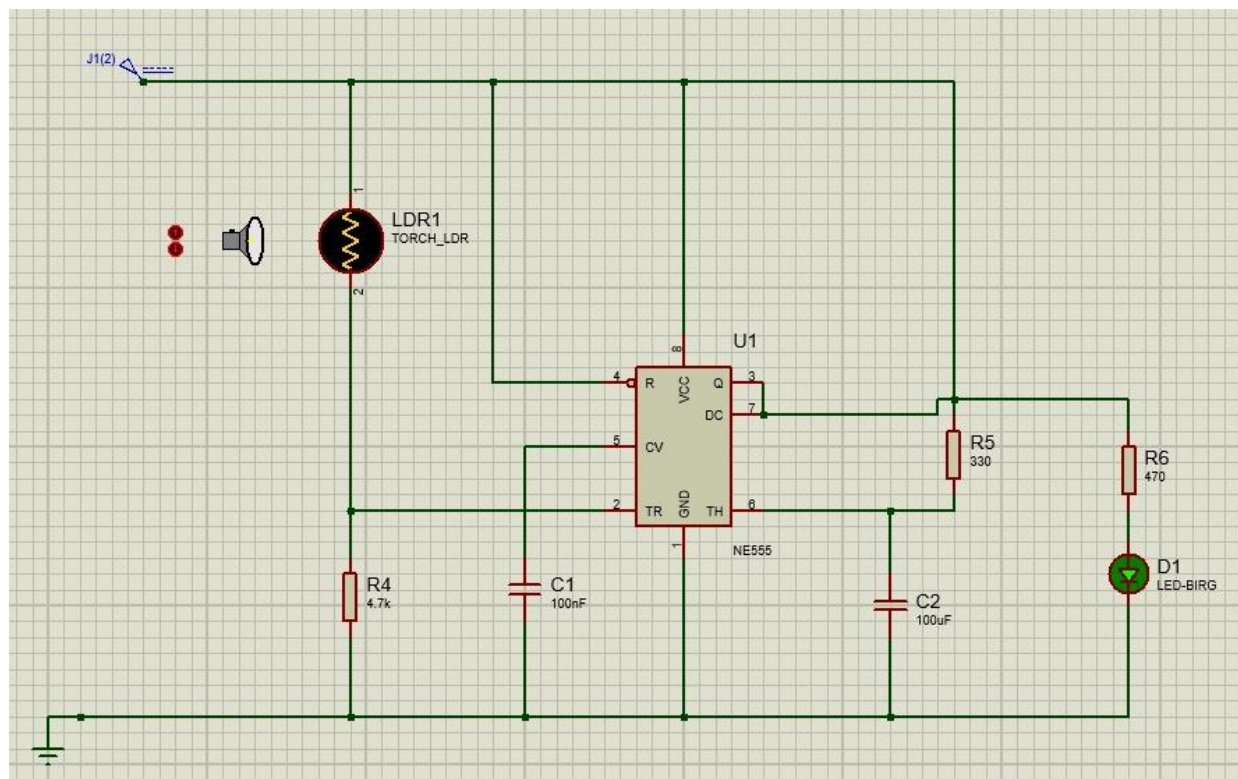 J1(2)
1
LDR1
TORCH_LDR
2
U1
8
4
R
VCC
Q
3
DC
7
5
CV
R5
330
R6
470
2
TR
GND
TH
6
1
NE555
R4
4.7k
C1
100nF
C2
100uF
D1
LED-BIRG